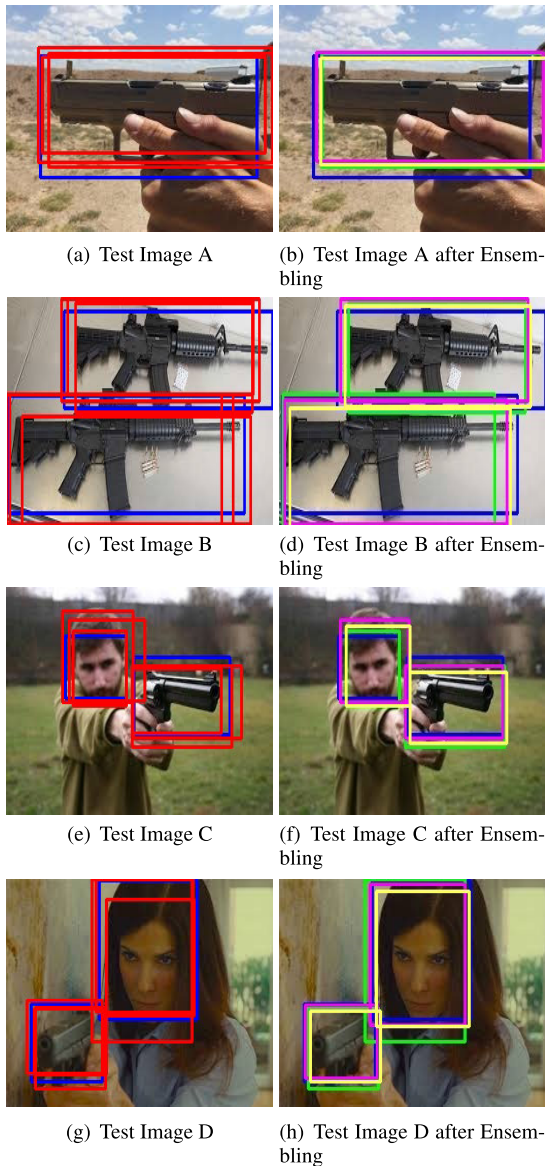 (a) Test Image A
(b) Test Image A after Ensem-
bling
(c) Test Image B
(d) Test Image B after Ensem-
bling
(e) Test Image C
(f) Test Image C after Ensem-
bling
(g) Test Image D
(h) Test Image D after Ensem-
bling